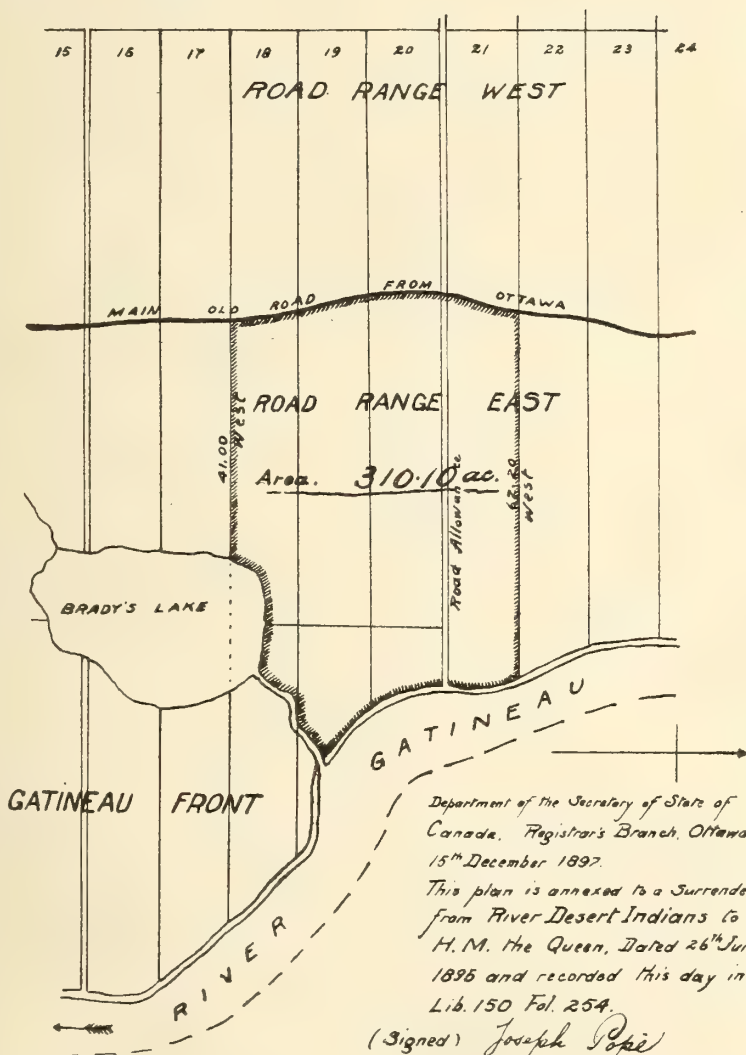 15 16 17 18 19 20 21 22 23 24
ROAD RANGE WEST
MAIN OLD ROAD FROM OTTAWA
ROAD RANGE EAST
41.00 West
Area. 310.10 ac.
62.20 West
Road Allowance
BRADY'S LAKE
GATINEAU
GATINEAU FRONT
RIVER
Department of the Secretary of State of
Canada, Registrar's Branch, Ottawa
15th December 1897.
This plan is annexed to a Surrende
from River Desert Indians to
H. M. the Queen, Dated 26th
1895 and recorded this day in
Lib. 150 Fol. 254.
(Signed) Joseph Pope